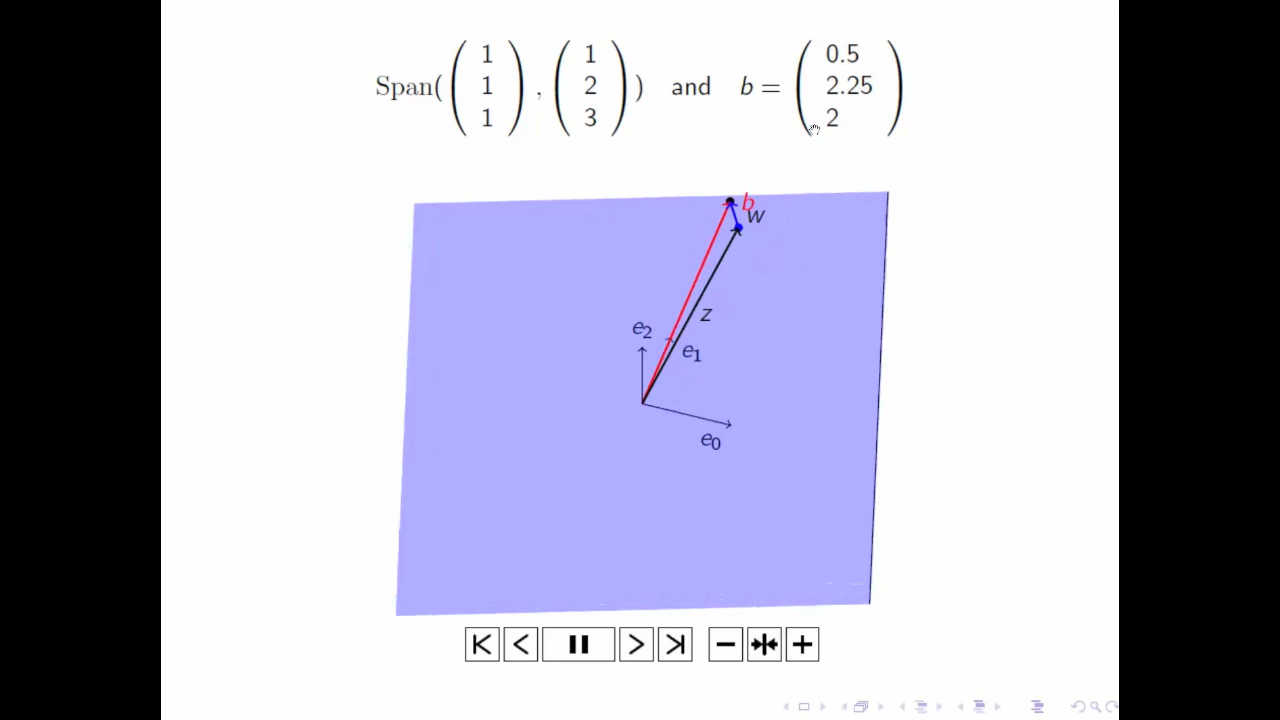 Span( ( 1 1 1 ) , ( 1 2 3 ) ) and b = ( 0.5 2.25 2 )
b
w
z
e₂
e₁
e₀